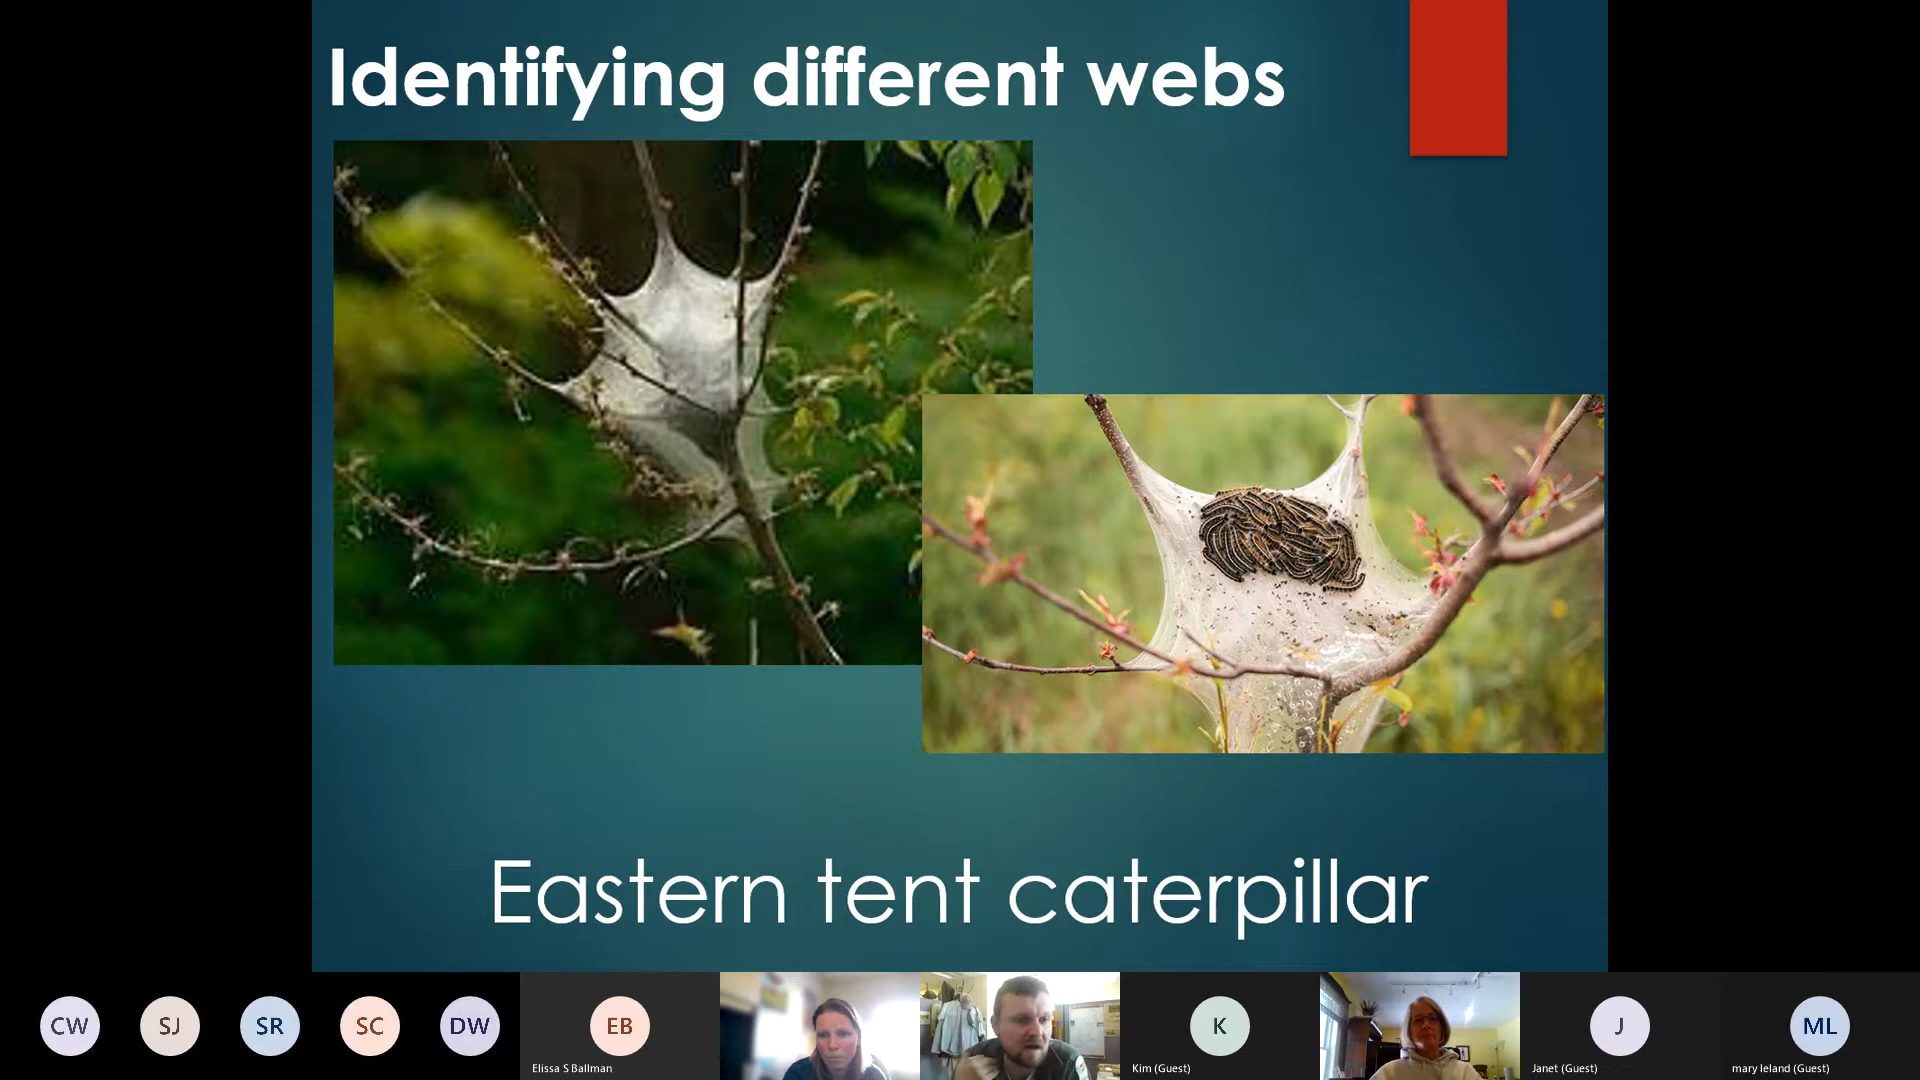 Identifying different webs
Eastern tent caterpillar
CW
SJ
SR
SC
DW
EB
Elissa S Ballman
K
Kim (Guest)
J
Janet (Guest)
ML
mary leland (Guest)